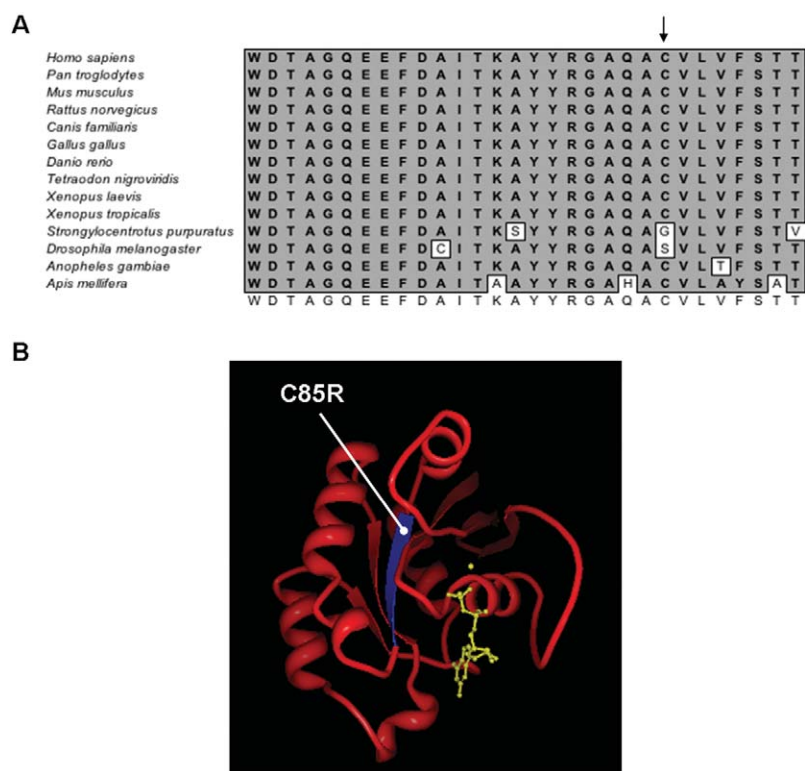 A
Homo sapiens W D T A G Q E E F D A I T K A Y Y R G A Q A C V L V F S T T
Pan troglodytes W D T A G Q E E F D A I T K A Y Y R G A Q A C V L V F S T T
Mus musculus W D T A G Q E E F D A I T K A Y Y R G A Q A C V L V F S T T
Rattus norvegicus W D T A G Q E E F D A I T K A Y Y R G A Q A C V L V F S T T
Canis familiaris W D T A G Q E E F D A I T K A Y Y R G A Q A C V L V F S T T
Gallus gallus W D T A G Q E E F D A I T K A Y Y R G A Q A C V L V F S T T
Danio rerio W D T A G Q E E F D A I T K A Y Y R G A Q A C V L V F S T T
Tetraodon nigroviridis W D T A G Q E E F D A I T K A Y Y R G A Q A C V L V F S T T
Xenopus laevis W D T A G Q E E F D A I T K A Y Y R G A Q A C V L V F S T T
Xenopus tropicalis W D T A G Q E E F D A I T K A Y Y R G A Q A C V L V F S T T
Strongylocentrotus purpuratus W D T A G Q E E F D A I T K S Y Y R G A Q A G V L V F S T V
Drosophila melanogaster W D T A G Q E E F D C I T K A Y Y R G A Q A S V L V F S T T
Anopheles gambiae W D T A G Q E E F D A I T K A Y Y R G A Q A C V L T F S T T
Apis mellifera W D T A G Q E E F D A I T A A Y Y R G A H A C V L A Y S A T
W D T A G Q E E F D A I T K A Y Y R G A Q A C V L V F S T T
B
C85R